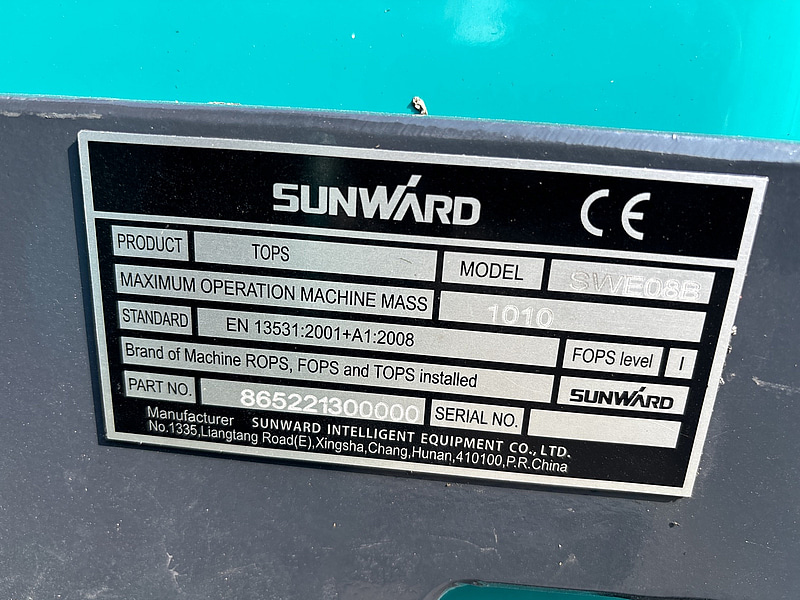 SUNWARD CE
PRODUCT TOPS MODEL SWE08B
MAXIMUM OPERATION MACHINE MASS 1010
STANDARD EN 13531:2001+A1:2008 FOPS level I
Brand of Machine ROPS, FOPS and TOPS installed SUNWARD
PART NO. 865221300000 SERIAL NO.
Manufacturer SUNWARD INTELLIGENT EQUIPMENT CO., LTD.
No.1335,Liangtang Road(E),Xingsha,Chang,Hunan,410100,P.R.China